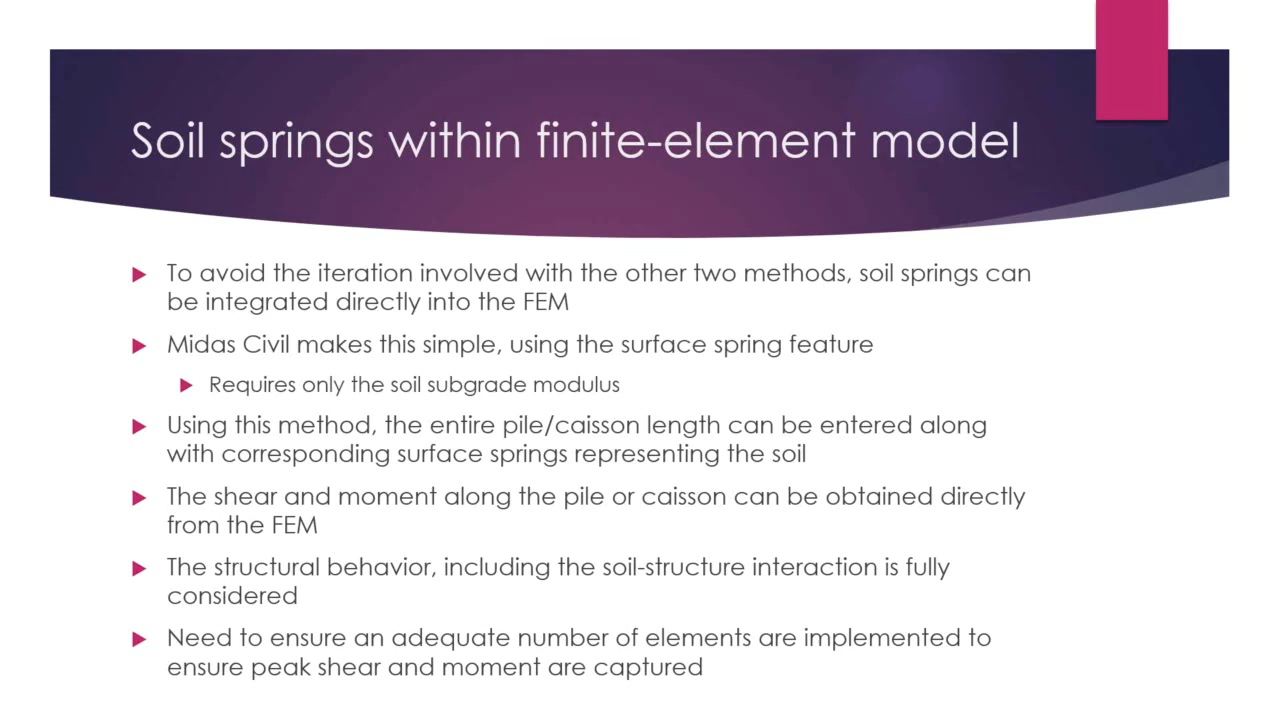 Soil springs within finite-element model
To avoid the iteration involved with the other two methods, soil springs can
be integrated directly into the FEM
Midas Civil makes this simple, using the surface spring feature
Requires only the soil subgrade modulus
Using this method, the entire pile/caisson length can be entered along
with corresponding surface springs representing the soil
The shear and moment along the pile or caisson can be obtained directly
from the FEM
The structural behavior, including the soil-structure interaction is fully
considered
Need to ensure an adequate number of elements are implemented to
ensure peak shear and moment are captured